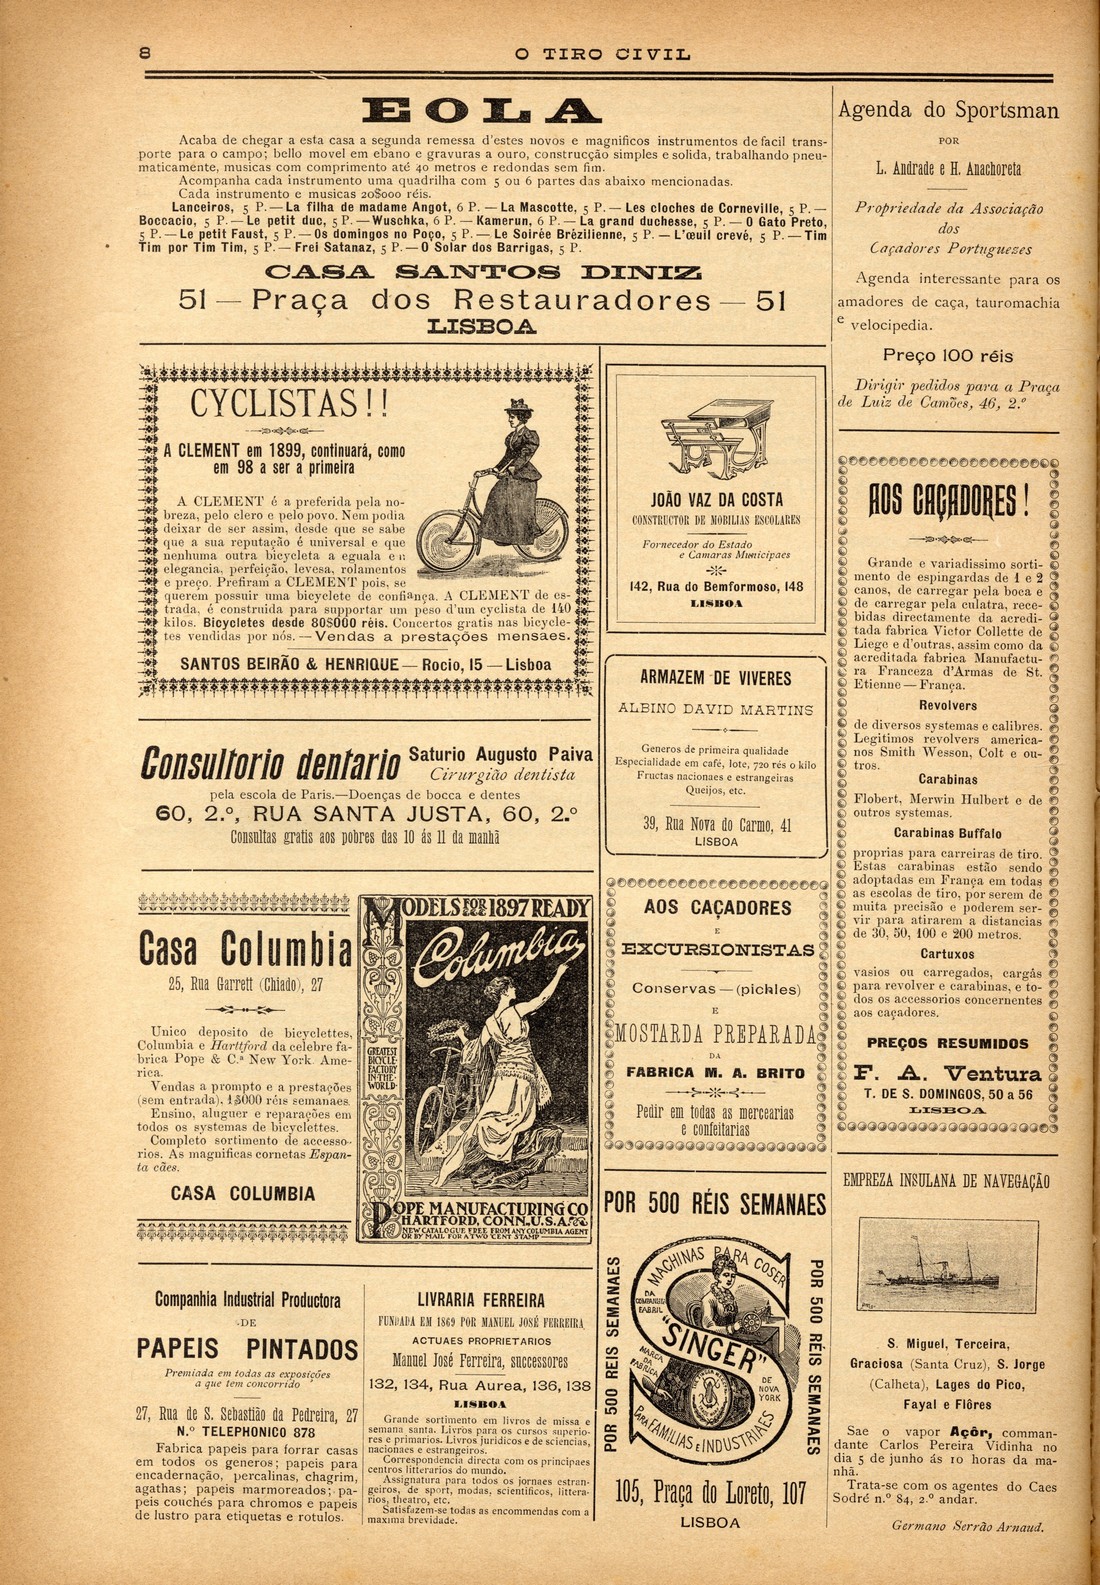 8
O TIRO CIVIL
EOLA
Acaba de chegar a esta casa a segunda remessa d'estes novos e magnificos instrumentos de facil trans-
porte para o campo; bello movel em ebano e gravuras a ouro, construcção simples e solida, trabalhando pneu-
maticamente, musicas com comprimento até 40 metros e redondas sem fim.
Acompanha cada instrumento uma quadrilha com 5 ou 6 partes das abaixo mencionadas.
Cada instrumento e musicas 20$000 réis.
Lanceiros, 5 P.—La filha de madame Angot, 6 P.—La Mascotte, 5 P.—Les cloches de Corneville, 5 P.—
Boccacio, 5 P.—Le petit duc, 5 P.—Wuschka, 6 P.—Kamerun, 6 P.—La grand duchesse, 5 P.—O Gato Preto,
5 P.—Le petit Faust, 5 P.—Os domingos no Poço, 5 P.—Le Soirée Brézilienne, 5 P.—L'œuil crevé, 5 P.—Tim
Tim por Tim Tim, 5 P.—Frei Satanaz, 5 P.—O Solar dos Barrigas, 5 P.
CASA SANTOS DINIZ
51 — Praça dos Restauradores — 51
LISBOA
CYCLISTAS!!
A CLEMENT em 1899, continuará, como
em 98 a ser a primeira
A CLEMENT é a preferida pela no-
breza, pelo clero e pelo povo. Nem podia
deixar de ser assim, desde que se sabe
que a sua reputação é universal e que
nenhuma outra bicycleta a eguala em
elegancia, perfeição, levesa, rolamentos
e preço. Prefiram a CLEMENT pois, se
querem possuir uma bicyclete de confiança. A CLEMENT de es-
trada, é construida para supportar um peso d'um cyclista de 140
kilos. Bicycletes desde 80$000 réis. Concertos gratis nas bicycle-
tes vendidas por nós.—Vendas a prestações mensaes.
SANTOS BEIRÃO & HENRIQUE—Rocio, 15—Lisboa
Consultorio dentario Saturio Augusto Paiva
Cirurgião dentista
pela escola de Paris.—Doenças de bocca e dentes
60, 2.º, RUA SANTA JUSTA, 60, 2.º
Consultas gratis aos pobres das 10 ás 11 da manhã
Casa Columbia
25, Rua Garrett (Chiado), 27
Unico deposito de bicyclettes,
Columbia e Harttford da celebre fa-
brica Pope & C.ª New York Ame-
rica.
Vendas a prompto e a prestações
(sem entrada), 1$000 réis semanaes.
Ensino, aluguer e reparações em
todos os systemas de bicyclettes.
Completo sortimento de accesso-
rios. As magnificas cornetas Espan-
ta cães.
CASA COLUMBIA
MODELS FOR 1897 READY
Columbia
GREATEST
BICYCLE
FACTORY
IN·THE·
WORLD·
POPE MANUFACTURING CO
HARTFORD, CONN., U.S.A.
NEW CATALOGUE FREE FROM ANY COLUMBIA AGENT
OR BY MAIL FOR A TWO CENT STAMP
Companhia Industrial Productora
DE
PAPEIS PINTADOS
Premiada em todas as exposições
a que tem concorrido
27, Rua de S. Sebastião da Pedreira, 27
N.º TELEPHONICO 878
Fabrica papeis para forrar casas
em todos os generos; papeis para
encadernação, percalinas, chagrim,
agathas; papeis marmoreados; pa-
peis couchés para chromos e papeis
de lustro para etiquetas e rotulos.
LIVRARIA FERREIRA
FUNDADA EM 1869 POR MANUEL JOSÉ FERREIRA
ACTUAES PROPRIETARIOS
Manuel José Ferreira, successores
132, 134, Rua Aurea, 136, 138
LISBOA
Grande sortimento em livros de missa e
semana santa. Livros para os cursos superio-
res e primarios. Livros juridicos e de sciencias,
nacionaes e estrangeiros.
Correspondencia directa com os principaes
centros litterarios do mundo.
Assignatura para todos os jornaes estran-
geiros, de sport, modas, scientificos, littera-
rios, theatro, etc.
Satisfazem-se todas as encommendas com a
maxima brevidade.
JOÃO VAZ DA COSTA
CONSTRUCTOR DE MOBILIAS ESCOLARES
Fornecedor do Estado
e Camaras Municipaes
142, Rua do Bemformoso, 148
LISBOA
ARMAZEM DE VIVERES
ALBINO DAVID MARTINS
Generos de primeira qualidade
Especialidade em café, lote, 720 rés o kilo
Fructas nacionaes e estrangeiras
Queijos, etc.
39, Rua Nova do Carmo, 41
LISBOA
AOS CAÇADORES
E
EXCURSIONISTAS
Conservas—(pickles)
E
MOSTARDA PREPARADA
DA
FABRICA M. A. BRITO
Pedir em todas as mercearias
e confeitarias
POR 500 RÉIS SEMANAES
POR 500 REIS SEMANAES
MACHINAS PARA COSER
DA
COMPANHIA
FABRIL
"SINGER"
MARCA
DA
FABRICA
DE
NOVA
YORK
PARA FAMILIAS E INDUSTRIAES
POR 500 RÉIS SEMANAES
105, Praça do Loreto, 107
LISBOA
Agenda do Sportsman
POR
L. Andrade e H. Anachoreta
Propriedade da Associação
dos
Caçadores Portuguezes
Agenda interessante para os
amadores de caça, tauromachia
e velocipedia.
Preço 100 réis
Dirigir pedidos para a Praça
de Luiz de Camões, 46, 2.º
AOS CAÇADORES!
Grande e variadissimo sorti-
mento de espingardas de 1 e 2
canos, de carregar pela boca e
de carregar pela culatra, rece-
bidas directamente da acredi-
tada fabrica Victor Collette de
Liege e d'outras, assim como da
acreditada fabrica Manufactu-
ra Franceza d'Armas de St.
Etienne—França.
Revolvers
de diversos systemas e calibres.
Legitimos revolvers america-
nos Smith Wesson, Colt e ou-
tros.
Carabinas
Flobert, Merwin Hulbert e de
outros systemas.
Carabinas Buffalo
proprias para carreiras de tiro.
Estas carabinas estão sendo
adoptadas em França em todas
as escolas de tiro, por serem de
muita precisão e poderem ser-
vir para atirarem a distancias
de 30, 50, 100 e 200 metros.
Cartuxos
vasios ou carregados, cargas
para revolver e carabinas, e to-
dos os accessorios concernentes
aos caçadores.
PREÇOS RESUMIDOS
F. A. Ventura
T. DE S. DOMINGOS, 50 a 56
LISBOA
EMPREZA INSULANA DE NAVEGAÇÃO
S. Miguel, Terceira,
Graciosa (Santa Cruz), S. Jorge
(Calheta), Lages do Pico,
Fayal e Flôres
Sae o vapor Açôr, comman-
dante Carlos Pereira Vidinha no
dia 5 de junho ás 10 horas da ma-
nhã.
Trata-se com os agentes do Caes
Sodré n.º 84, 2.º andar.
Germano Serrão Arnaud.